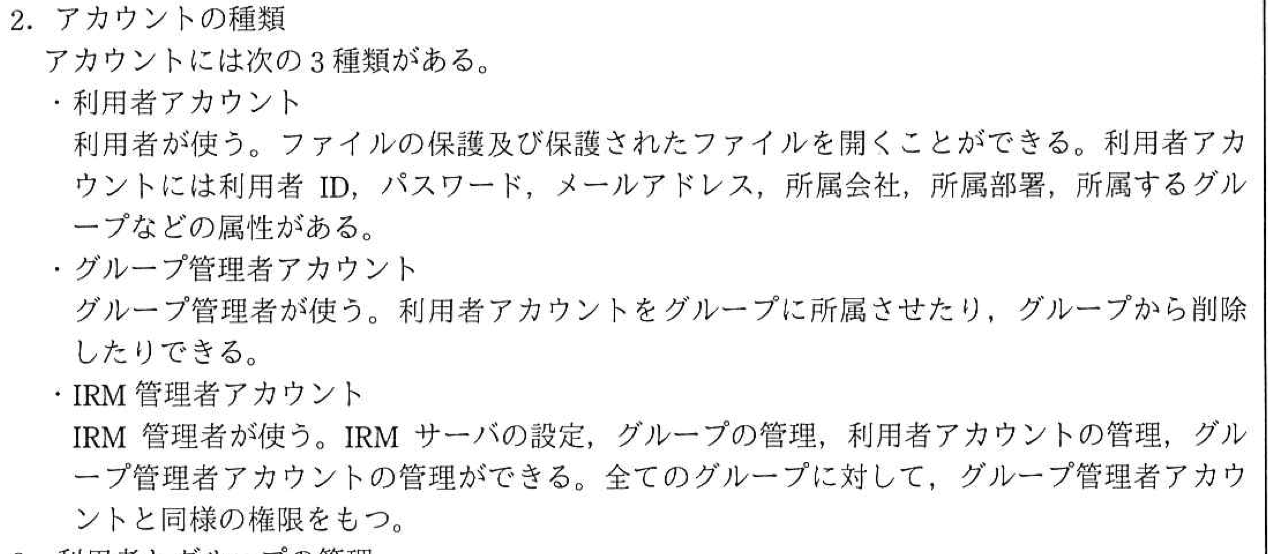 2. アカウントの種類
アカウントには次の3種類がある。
・利用者アカウント
利用者が使う。ファイルの保護及び保護されたファイルを開くことができる。利用者アカ
ウントには利用者 ID，パスワード，メールアドレス，所属会社，所属部署，所属するグル
ープなどの属性がある。
・グループ管理者アカウント
グループ管理者が使う。利用者アカウントをグループに所属させたり，グループから削除
したりできる。
・IRM 管理者アカウント
IRM 管理者が使う。IRM サーバの設定，グループの管理，利用者アカウントの管理，グル
ープ管理者アカウントの管理ができる。全てのグループに対して，グループ管理者アカウ
ントと同様の権限をもつ。